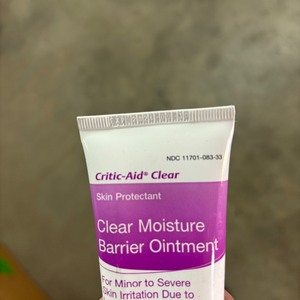 NDC 11701-083-33
Critic-Aid® Clear
Skin Protectant
Clear Moisture
Barrier Ointment
For Minor to Severe
Skin Irritation Due to